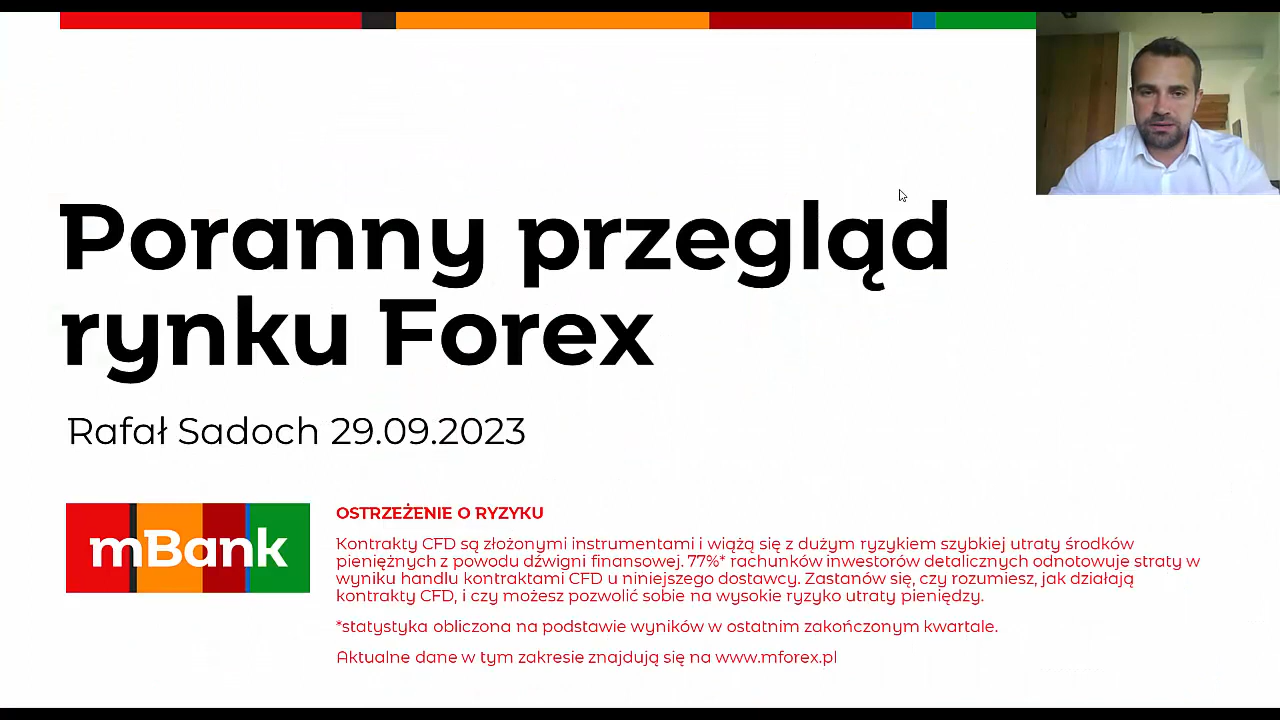 Poranny przegląd
rynku Forex
Rafał Sadoch 29.09.2023
mBank
OSTRZEŻENIE O RYZYKU
Kontrakty CFD są złożonymi instrumentami i wiążą się z dużym ryzykiem szybkiej utraty środków
pieniężnych z powodu dźwigni finansowej. 77%* rachunków inwestorów detalicznych odnotowuje straty w
wyniku handlu kontraktami CFD u niniejszego dostawcy. Zastanów się, czy rozumiesz, jak działają
kontrakty CFD, i czy możesz pozwolić sobie na wysokie ryzyko utraty pieniędzy.
*statystyka obliczona na podstawie wyników w ostatnim zakończonym kwartale.
Aktualne dane w tym zakresie znajdują się na www.mforex.pl